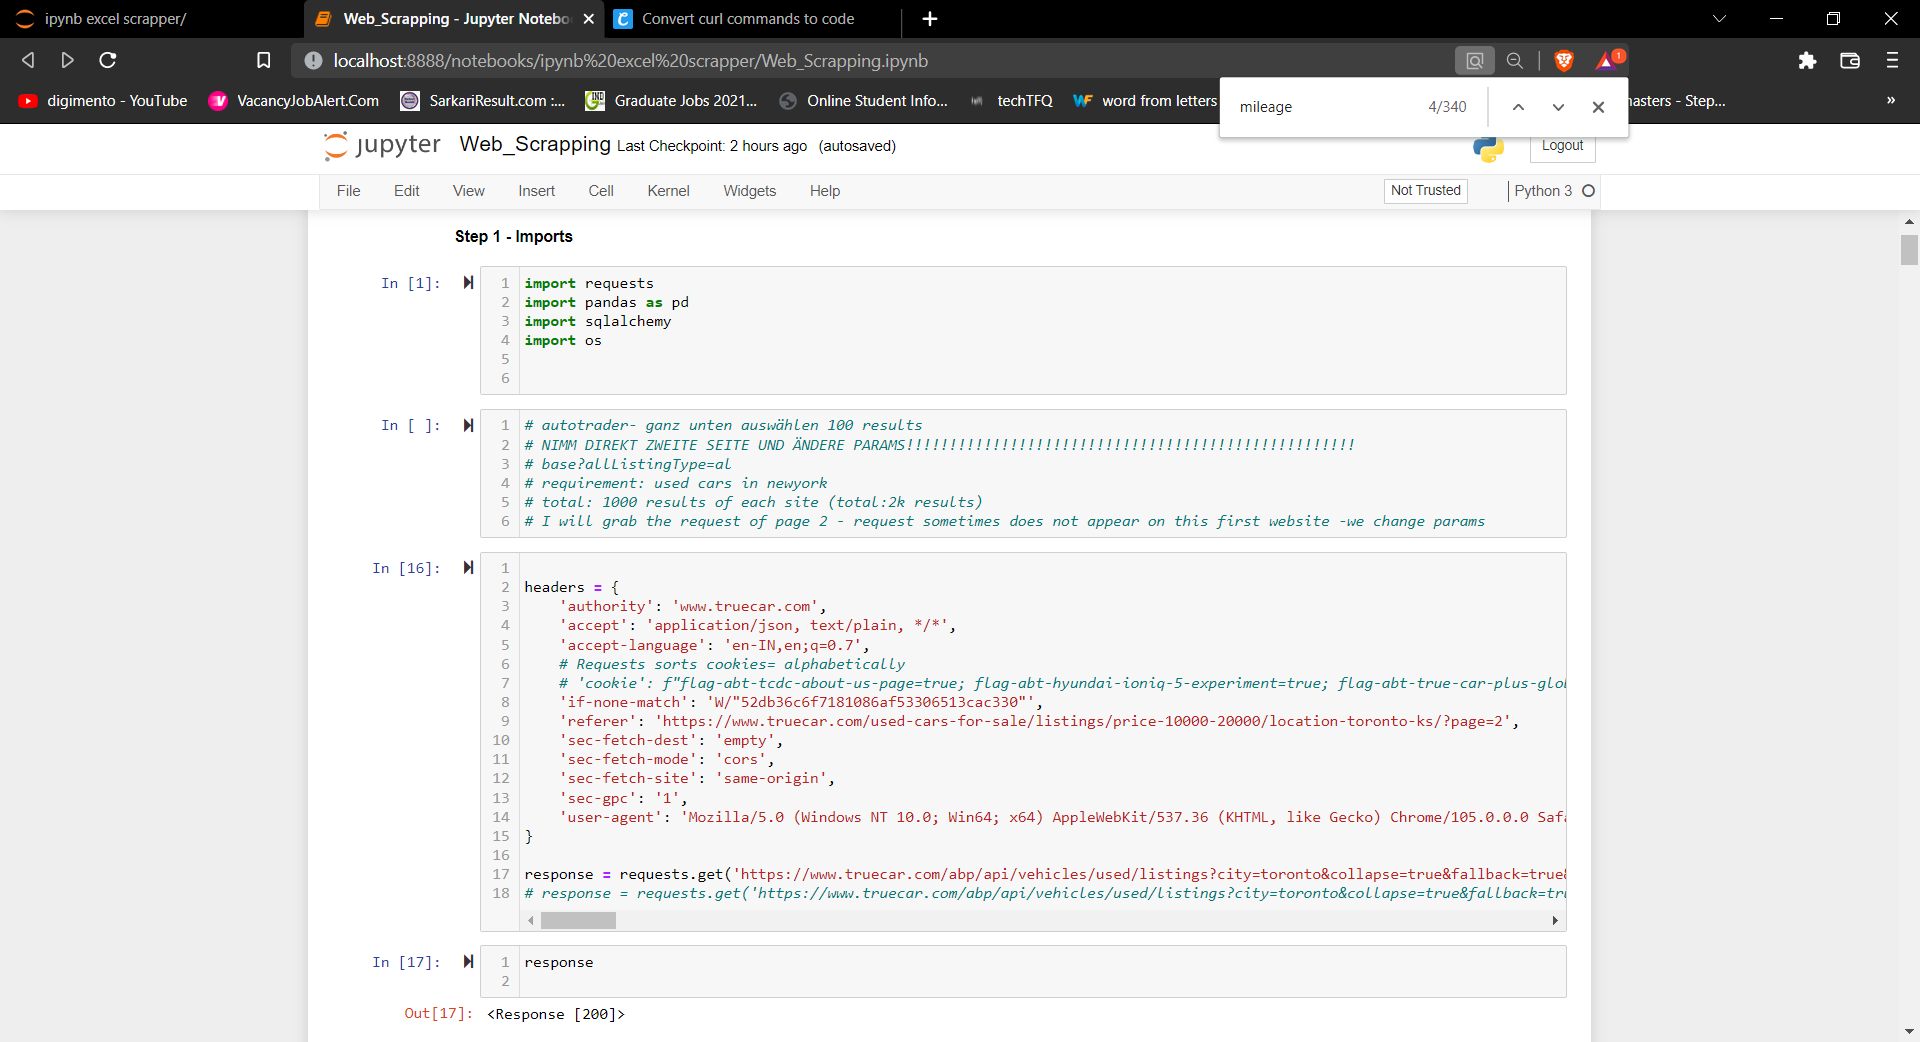 ipynb excel scrapper/
Web_Scrapping - Jupyter Notebo
Convert curl commands to code
localhost:8888/notebooks/ipynb%20excel%20scrapper/Web_Scrapping.ipynb
1
digimento - YouTube
VacancyJobAlert.Com
SarkariResult.com :...
Graduate Jobs 2021...
Online Student Info...
techTFQ
word from letters
masters - Step...
»
mileage 4/340
jupyter Web_Scrapping Last Checkpoint: 2 hours ago (autosaved)
Logout
File Edit View Insert Cell Kernel Widgets Help
Not Trusted
Python 3
Step 1 - Imports
In [1]:
1 import requests
2 import pandas as pd
3 import sqlalchemy
4 import os
5
6
In [ ]:
1 # autotrader- ganz unten auswählen 100 results
2 # NIMM DIREKT ZWEITE SEITE UND ÄNDERE PARAMS!!!!!!!!!!!!!!!!!!!!!!!!!!!!!!!!!!!!!!!!!!!!!!!!!!!!
3 # base?allListingType=al
4 # requirement: used cars in newyork
5 # total: 1000 results of each site (total:2k results)
6 # I will grab the request of page 2 - request sometimes does not appear on this first website -we change params
In [16]:
1
2 headers = {
3 'authority': 'www.truecar.com',
4 'accept': 'application/json, text/plain, */*',
5 'accept-language': 'en-IN,en;q=0.7',
6 # Requests sorts cookies= alphabetically
7 # 'cookie': f"flag-abt-tcdc-about-us-page=true; flag-abt-hyundai-ioniq-5-experiment=true; flag-abt-true-car-plus-glo
8 'if-none-match': 'W/"52db36c6f7181086af53306513cac330"',
9 'referer': 'https://www.truecar.com/used-cars-for-sale/listings/price-10000-20000/location-toronto-ks/?page=2',
10 'sec-fetch-dest': 'empty',
11 'sec-fetch-mode': 'cors',
12 'sec-fetch-site': 'same-origin',
13 'sec-gpc': '1',
14 'user-agent': 'Mozilla/5.0 (Windows NT 10.0; Win64; x64) AppleWebKit/537.36 (KHTML, like Gecko) Chrome/105.0.0.0 Safa
15 }
16
17 response = requests.get('https://www.truecar.com/abp/api/vehicles/used/listings?city=toronto&collapse=true&fallback=true&
18 # response = requests.get('https://www.truecar.com/abp/api/vehicles/used/listings?city=toronto&collapse=true&fallback=tru
In [17]:
1 response
2
Out[17]: <Response [200]>